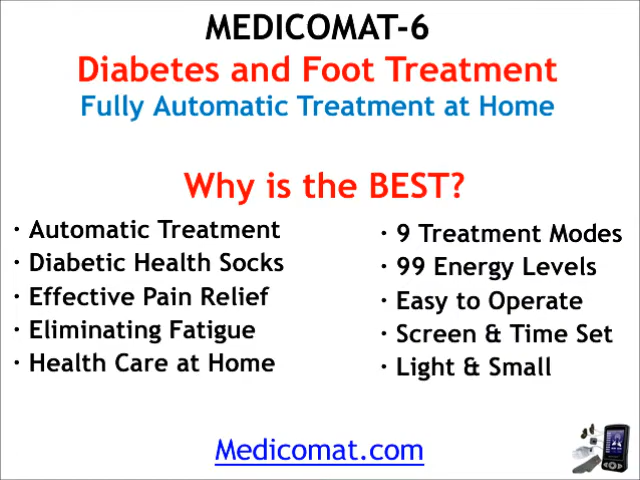 MEDICOMAT-6
Diabetes and Foot Treatment
Fully Automatic Treatment at Home
Why is the BEST?
· Automatic Treatment
· Diabetic Health Socks
· Effective Pain Relief
· Eliminating Fatigue
· Health Care at Home
· 9 Treatment Modes
· 99 Energy Levels
· Easy to Operate
· Screen & Time Set
· Light & Small
Medicomat.com